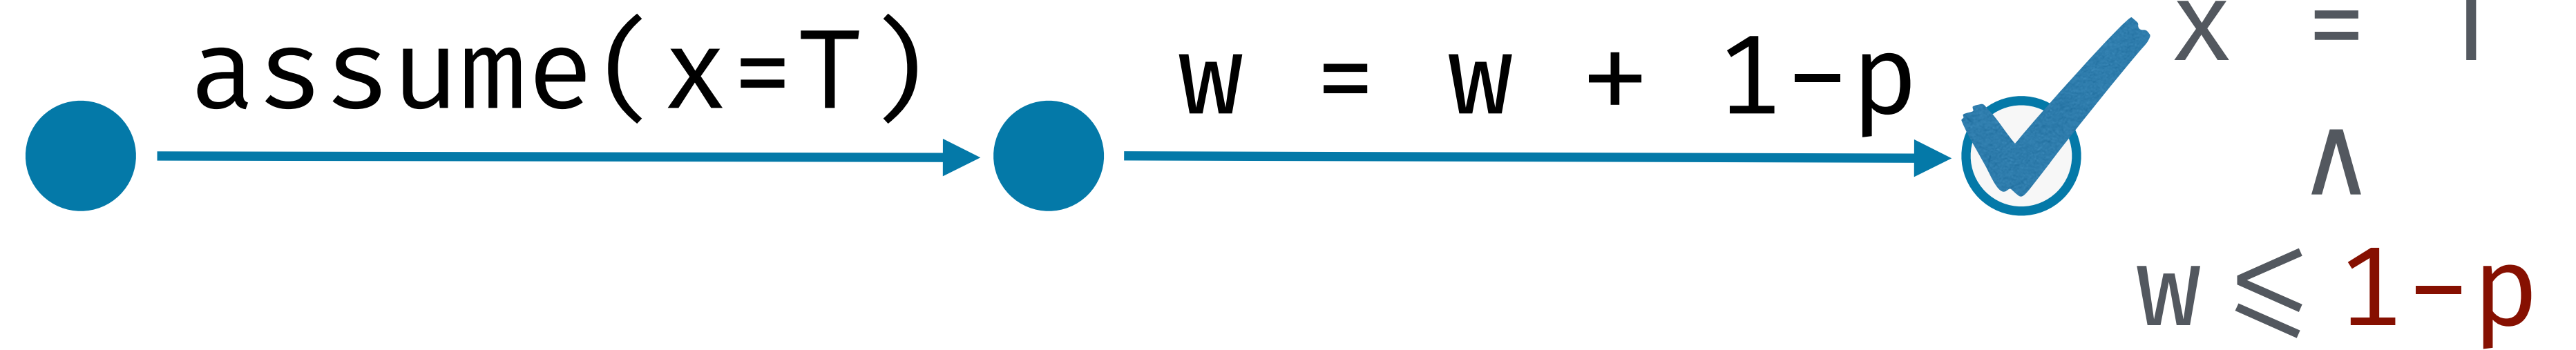 assume(x=T)
w = w + 1-p
x =
∧
w ⩽ 1-p